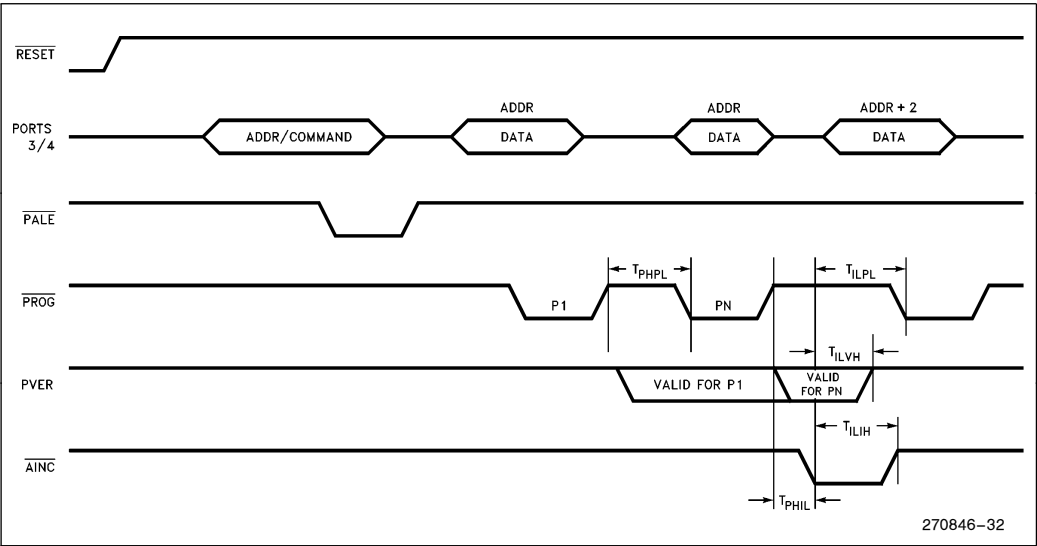 RESET
ADDR
ADDR
ADDR + 2
PORTS
3/4
ADDR/COMMAND
DATA
DATA
DATA
PALE
TPHPL
TILPL
PROG
P1
PN
TILVH
PVER
VALID FOR P1
VALID
FOR PN
TILIH
AINC
TPHIL
270846-32